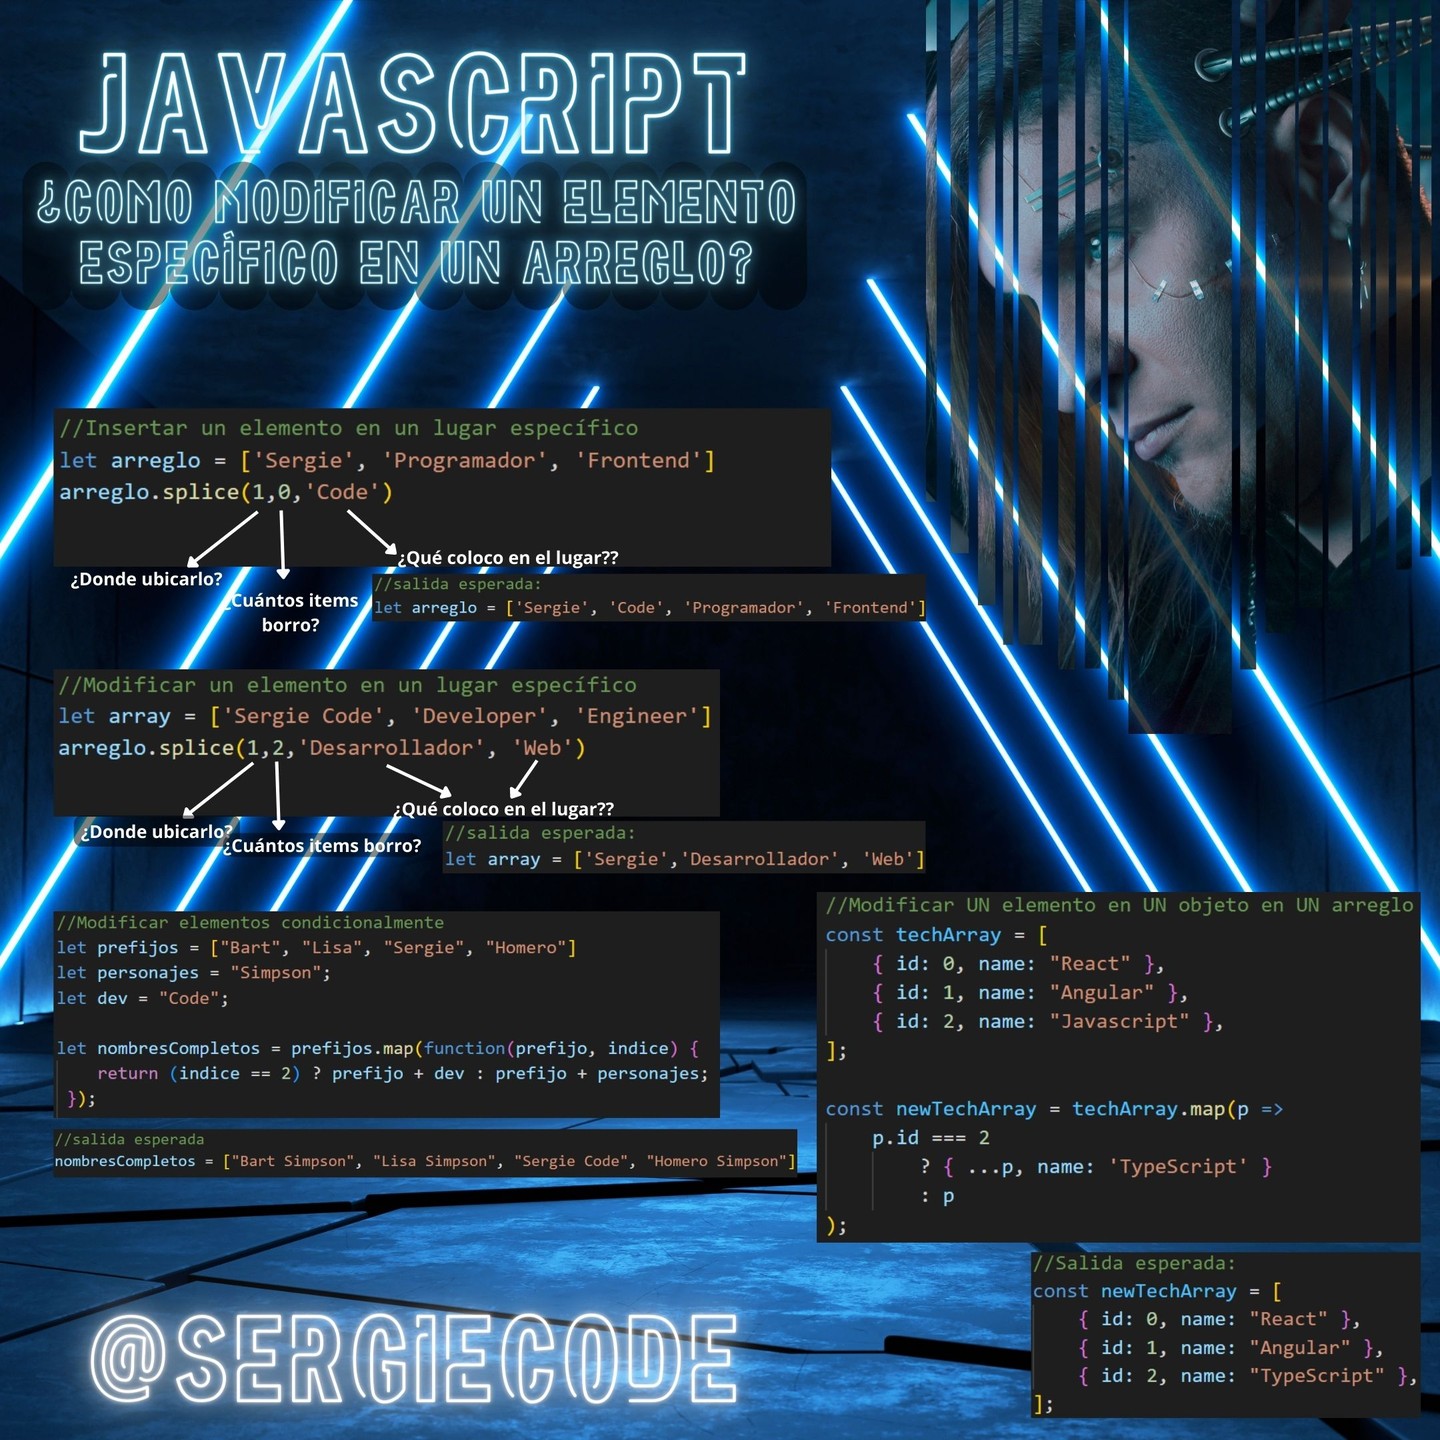 JAVASCRIPT
¿COMO MODIFICAR UN ELEMENTO
ESPECÍFICO EN UN ARREGLO?
//Insertar un elemento en un lugar específico
let arreglo = ['Sergie', 'Programador', 'Frontend']
arreglo.splice(1,0,'Code')
¿Qué coloco en el lugar??
¿Donde ubicarlo?
¿Cuántos items
borro?
//salida esperada:
let arreglo = ['Sergie', 'Code', 'Programador', 'Frontend']
//Modificar un elemento en un lugar específico
let array = ['Sergie Code', 'Developer', 'Engineer']
arreglo.splice(1,2,'Desarrollador', 'Web')
¿Qué coloco en el lugar??
¿Donde ubicarlo?
¿Cuántos items borro?
//salida esperada:
let array = ['Sergie','Desarrollador', 'Web']
//Modificar elementos condicionalmente
let prefijos = ["Bart", "Lisa", "Sergie", "Homero"]
let personajes = "Simpson";
let dev = "Code";
let nombresCompletos = prefijos.map(function(prefijo, indice) {
return (indice == 2) ? prefijo + dev : prefijo + personajes;
});
//salida esperada
nombresCompletos = ["Bart Simpson", "Lisa Simpson", "Sergie Code", "Homero Simpson"]
//Modificar UN elemento en UN objeto en UN arreglo
const techArray = [
{ id: 0, name: "React" },
{ id: 1, name: "Angular" },
{ id: 2, name: "Javascript" },
];
const newTechArray = techArray.map(p =>
p.id === 2
? { ...p, name: 'TypeScript' }
: p
);
//Salida esperada:
const newTechArray = [
{ id: 0, name: "React" },
{ id: 1, name: "Angular" },
{ id: 2, name: "TypeScript" },
];
@SERGIECODE